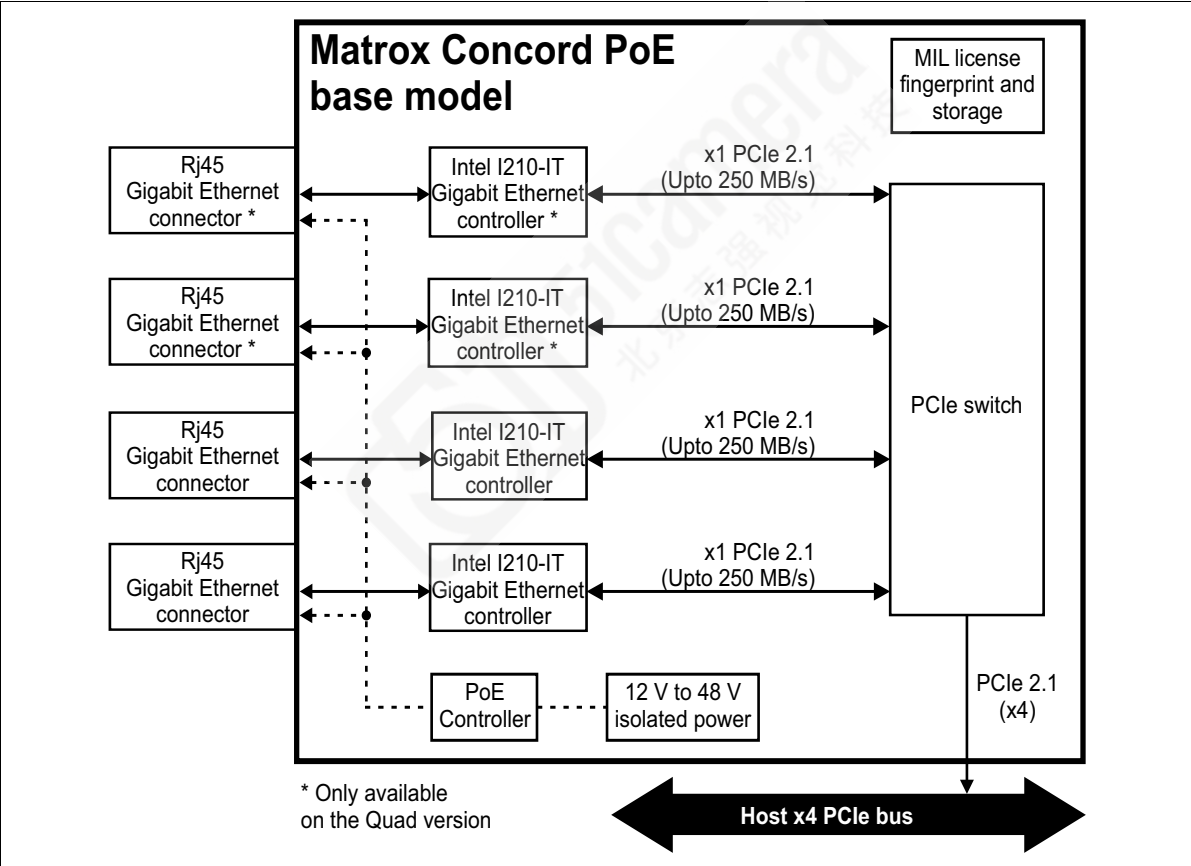 Matrox Concord PoE
base model
MIL license
fingerprint and
storage
Rj45
Gigabit Ethernet
connector *
Intel I210-IT
Gigabit Ethernet
controller *
x1 PCIe 2.1
(Upto 250 MB/s)
Rj45
Gigabit Ethernet
connector *
Intel I210-IT
Gigabit Ethernet
controller *
x1 PCIe 2.1
(Upto 250 MB/s)
PCIe switch
Rj45
Gigabit Ethernet
connector
Intel I210-IT
Gigabit Ethernet
controller
x1 PCIe 2.1
(Upto 250 MB/s)
Rj45
Gigabit Ethernet
connector
Intel I210-IT
Gigabit Ethernet
controller
x1 PCIe 2.1
(Upto 250 MB/s)
PoE
Controller
12 V to 48 V
isolated power
PCIe 2.1
(x4)
* Only available
on the Quad version
Host x4 PCIe bus
51camera